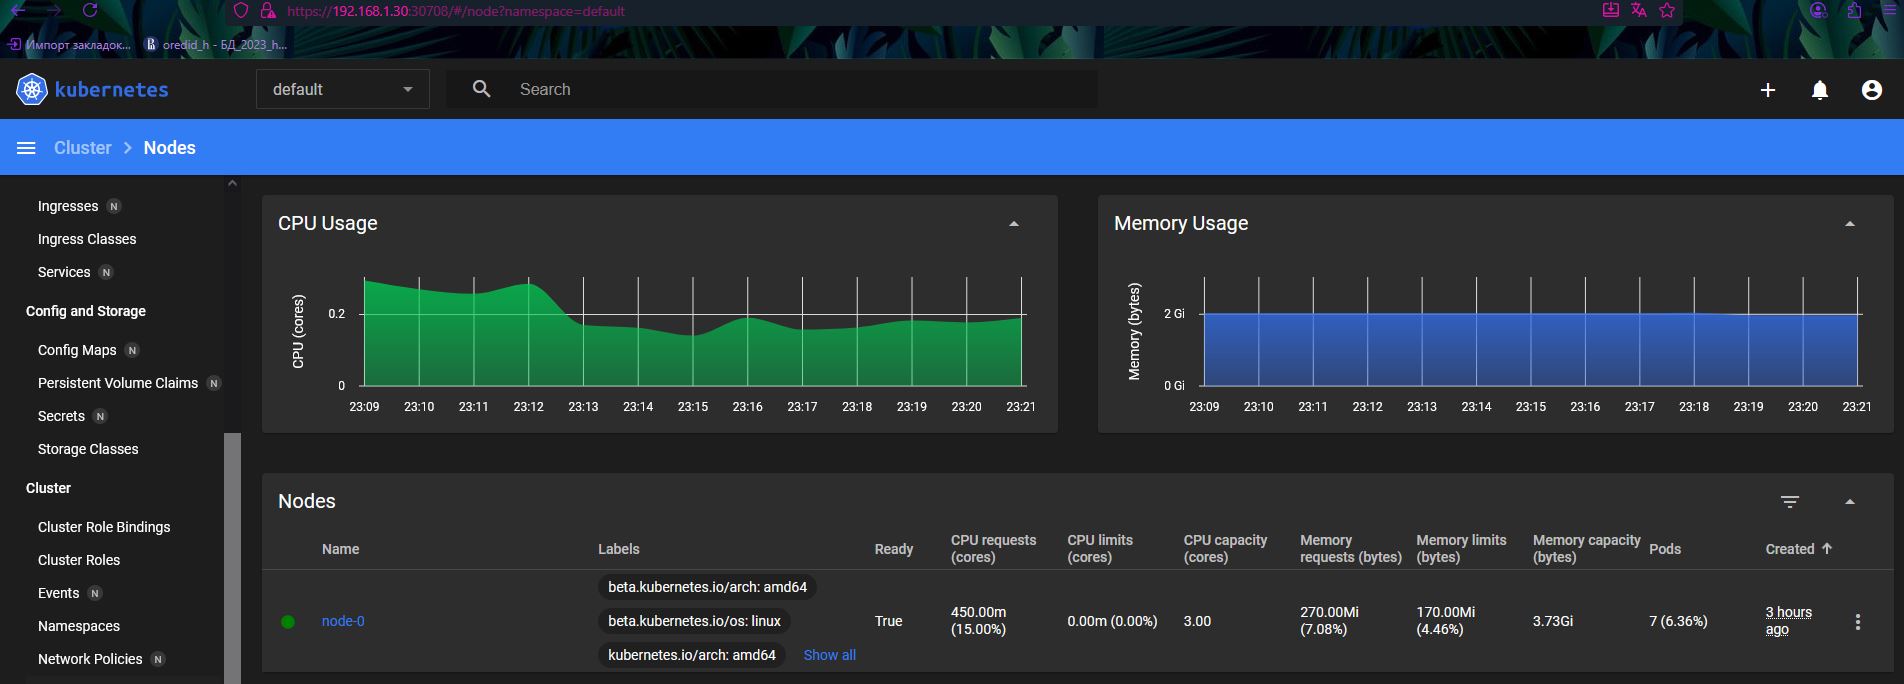 https://192.168.1.30:30708/#/node?namespace=default
Импорт закладок... oredid_h - БД_2023_h...
kubernetes default Search
Cluster Nodes
Ingresses N
Ingress Classes
Services N
Config and Storage
Config Maps N
Persistent Volume Claims N
Secrets N
Storage Classes
Cluster
Cluster Role Bindings
Cluster Roles
Events N
Namespaces
Network Policies N
CPU Usage
CPU (cores)
0.2
0
23:09 23:10 23:11 23:12 23:13 23:14 23:15 23:16 23:17 23:18 23:19 23:20 23:21
Memory Usage
Memory (bytes)
2 Gi
0 Gi
23:09 23:10 23:11 23:12 23:13 23:14 23:15 23:16 23:17 23:18 23:19 23:20 23:21
Nodes
Name
Labels
Ready
CPU requests
(cores)
CPU limits
(cores)
CPU capacity
(cores)
Memory
requests (bytes)
Memory limits
(bytes)
Memory capacity
(bytes)
Pods
Created
node-0
beta.kubernetes.io/arch: amd64
beta.kubernetes.io/os: linux
kubernetes.io/arch: amd64 Show all
True
450.00m
(15.00%)
0.00m (0.00%)
3.00
270.00Mi
(7.08%)
170.00Mi
(4.46%)
3.73Gi
7 (6.36%)
3 hours
ago